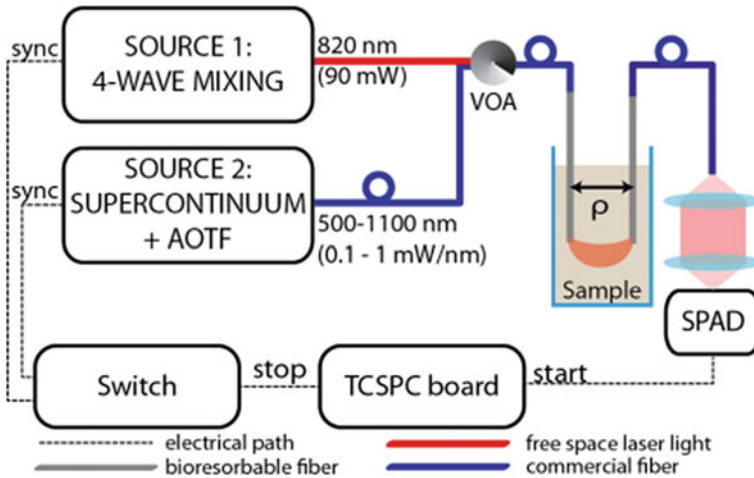 sync
SOURCE 1:
4-WAVE MIXING
820 nm
(90 mW)
VOA
sync
SOURCE 2:
SUPERCONTINUUM
+ AOTF
500-1100 nm
(0.1 - 1 mW/nm)
ρ
Sample
SPAD
Switch
stop
TCSPC board
start
electrical path
free space laser light
bioresorbable fiber
commercial fiber